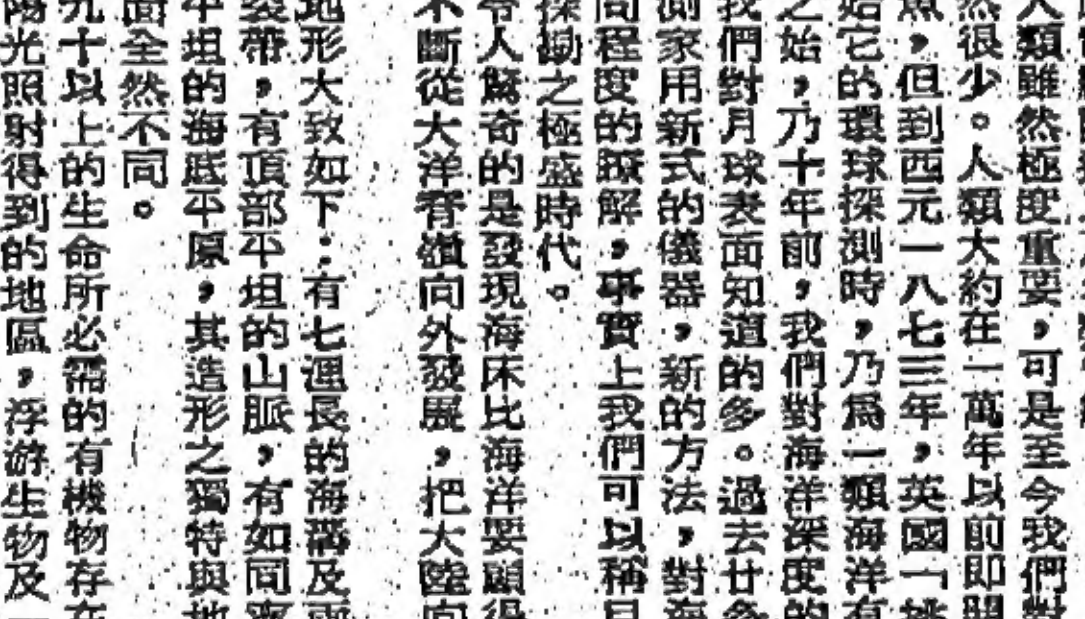 人類雖然極度重要，可是至今我們對
然很少。人類大約在一萬年以前即開
魚，但到西元一八七三年，英國「挑
始它的環球探測時，乃為一類海洋有
之始，乃十年前，我們對海洋深度的
我們對月球表面知道的多。過去廿多
測家用新式的儀器，新的方法，對海
同程度的瞭解，事實上我們可以稱目
探勘之極盛時代。
令人驚奇的是發現海床比海洋要顯得
不斷從大洋脊嶺向外發展，把大陸向
地形大致如下：有七浬長的海溝及兩
裂帶，有頂部平坦的山脈，有如同
平坦的海底平原，其造形之獨特與地
面全然不同。
九十以上的生命所必需的有機物存在
陽光照射得到的地區，浮游生物及一